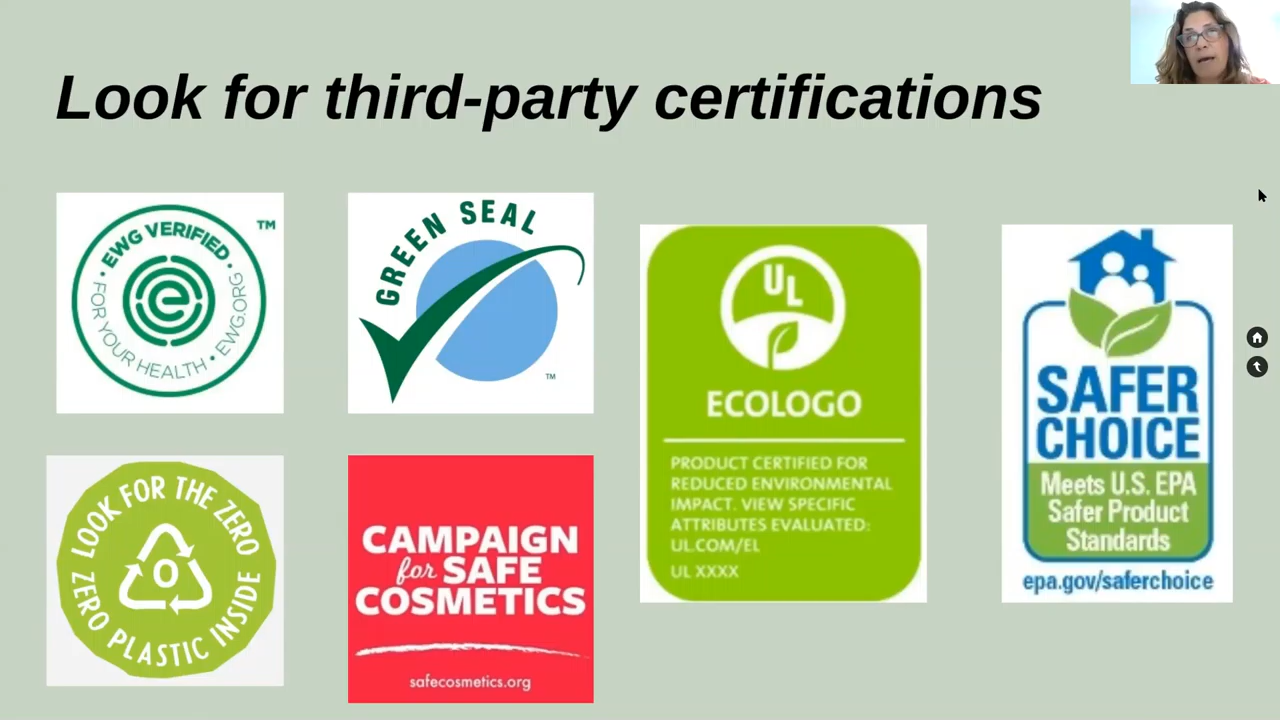 Look for third-party certifications
EWG VERIFIED
TM
• FOR YOUR HEALTH • EWG.ORG •
e
GREEN SEAL
TM
UL
ECOLOGO
PRODUCT CERTIFIED FOR
REDUCED ENVIRONMENTAL
IMPACT. VIEW SPECIFIC
ATTRIBUTES EVALUATED:
UL.COM/EL
UL XXXX
SAFER
CHOICE
Meets U.S. EPA
Safer Product
Standards
epa.gov/saferchoice
LOOK FOR THE ZERO
0
ZERO PLASTIC INSIDE
CAMPAIGN
for SAFE
COSMETICS
safecosmetics.org